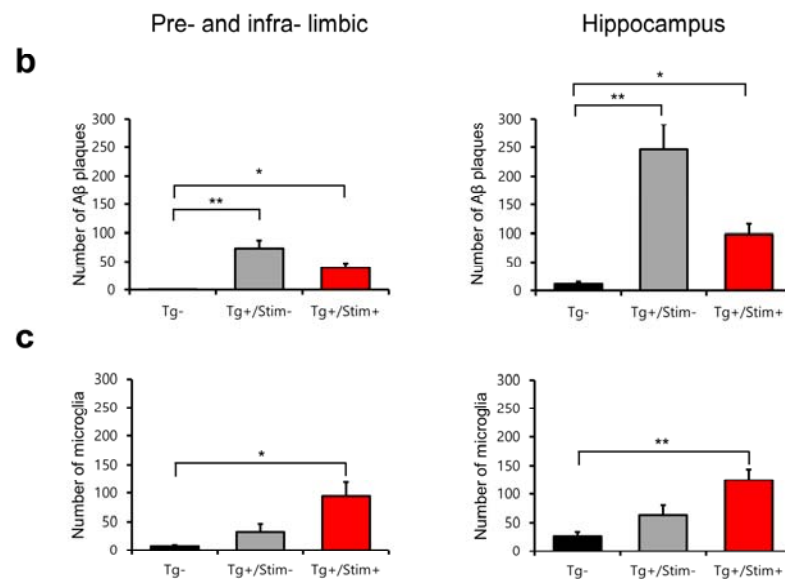 Pre- and infra- limbic
Hippocampus
b
Number of Aβ plaques
300
250
200
150
100
50
0
*
**
Tg-
Tg+/Stim-
Tg+/Stim+
Number of Aβ plaques
300
250
200
150
100
50
0
*
**
Tg-
Tg+/Stim-
Tg+/Stim+
c
Number of microglia
300
250
200
150
100
50
0
*
Tg-
Tg+/Stim-
Tg+/Stim+
Number of microglia
300
250
200
150
100
50
0
**
Tg-
Tg+/Stim-
Tg+/Stim+